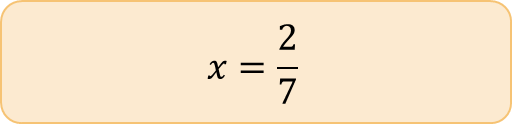 x = 2/7